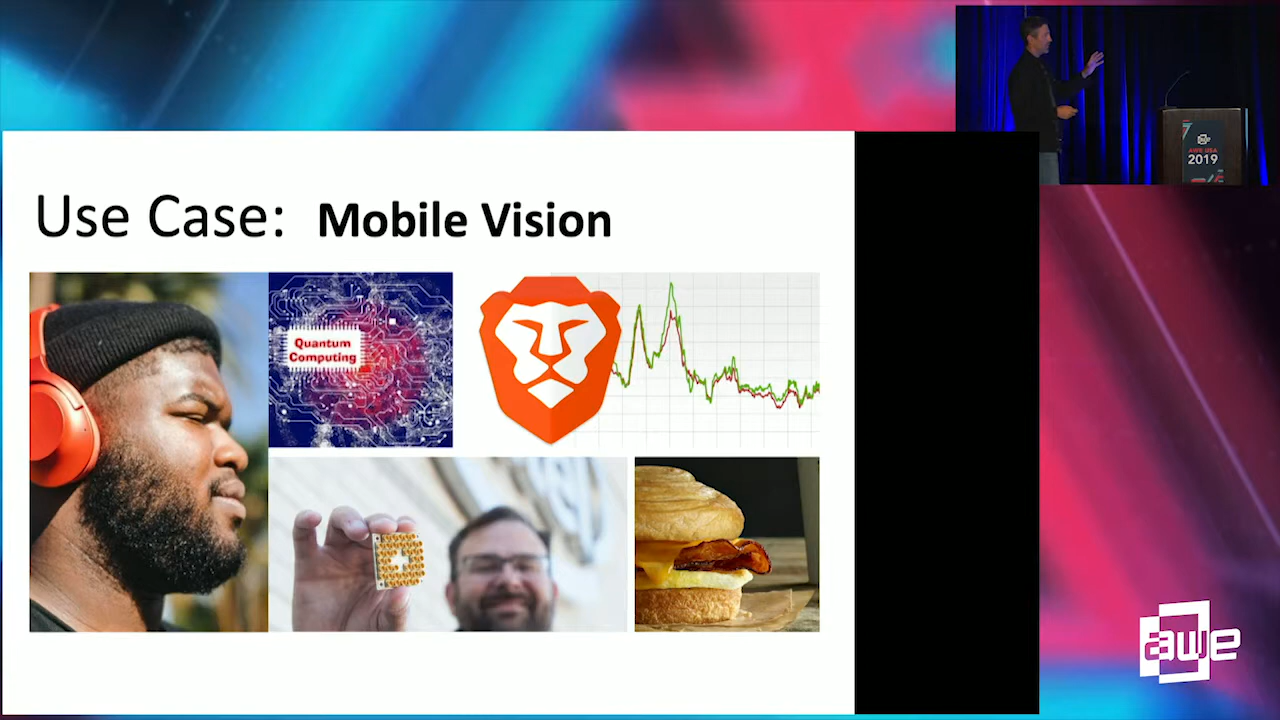 Use Case: Mobile Vision
Quantum
Computing
AWE USA
2019
awe